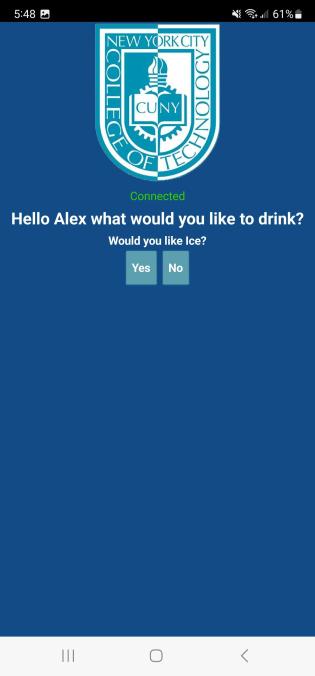 5:48
61%
NEW YORK CITY
COLLEGE OF TECHNOLOGY
CUNY
Connected
Hello Alex what would you like to drink?
Would you like Ice?
Yes No